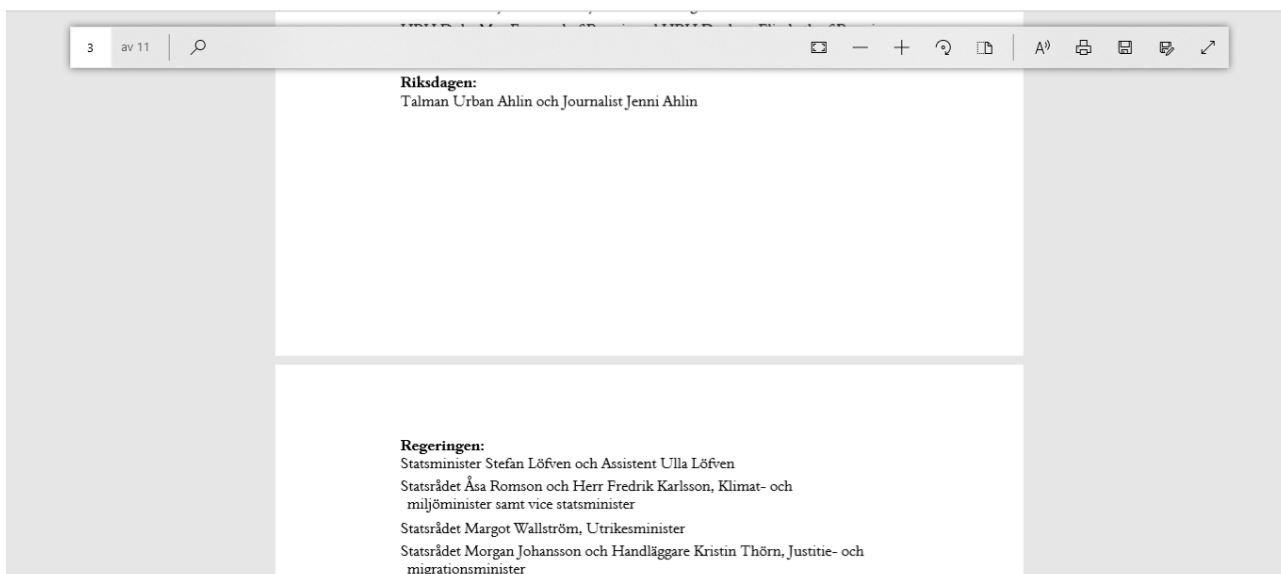 3 av 11
Riksdagen:
Talman Urban Ahlin och Journalist Jenni Ahlin
Regeringen:
Statsminister Stefan Löfven och Assistent Ulla Löfven
Statsrådet Åsa Romson och Herr Fredrik Karlsson, Klimat- och
miljöminister samt vice statsminister
Statsrådet Margot Wallström, Utrikesminister
Statsrådet Morgan Johansson och Handläggare Kristin Thörn, Justitie- och
migrationsminister